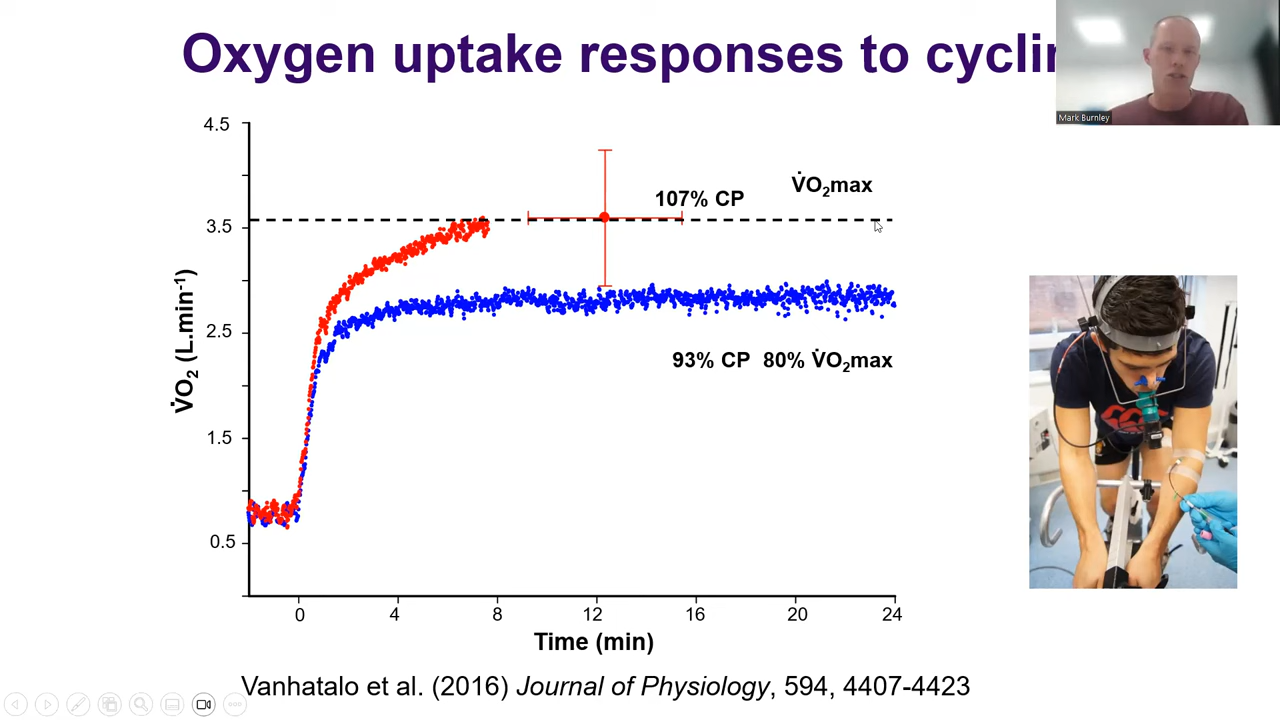 Oxygen uptake responses to
Mark Burnley
4.5
3.5
2.5
1.5
0.5
V̇O₂ (L.min⁻¹)
107% CP
V̇O₂max
93% CP 80% V̇O₂max
0 4 8 12 16 20 24
Time (min)
Vanhatalo et al. (2016) Journal of Physiology, 594, 4407-4423